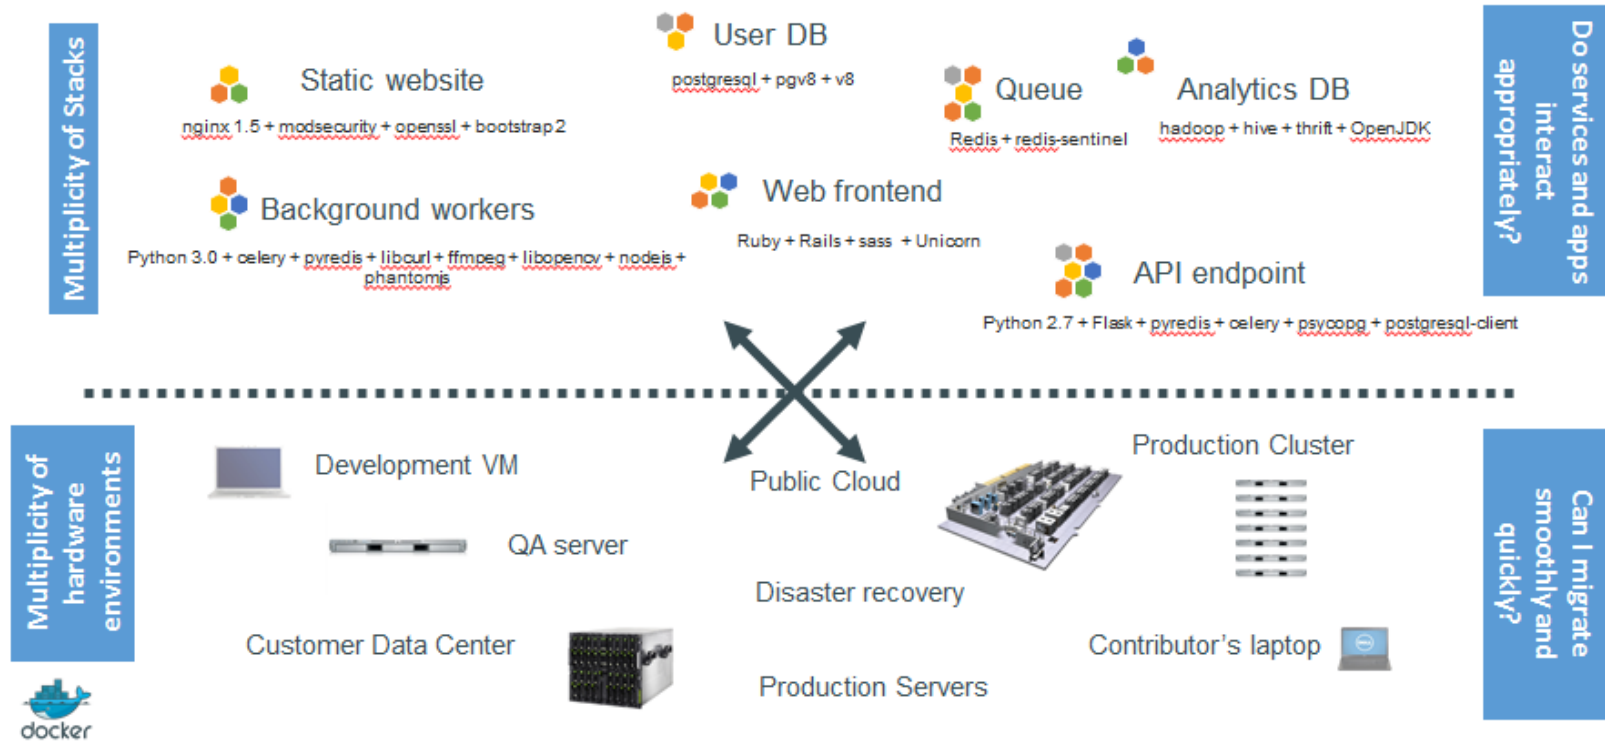 Multiplicity of Stacks
Static website
nginx 1.5 + modsecurity + openssl + bootstrap 2
User DB
postgresql + pgv8 + v8
Queue
Redis + redis-sentinel
Analytics DB
hadoop + hive + thrift + OpenJDK
Background workers
Python 3.0 + celery + pyredis + libcurl + ffmpeg + libopencv + nodejs +
phantomjs
Web frontend
Ruby + Rails + sass + Unicorn
API endpoint
Python 2.7 + Flask + pyredis + celery + psycopg + postgresql-client
Do services and apps
interact
appropriately?
Multiplicity of
hardware
environments
Development VM
QA server
Customer Data Center
Public Cloud
Disaster recovery
Production Servers
Production Cluster
Contributor's laptop
DELL
Can I migrate
smoothly and
quickly?
docker